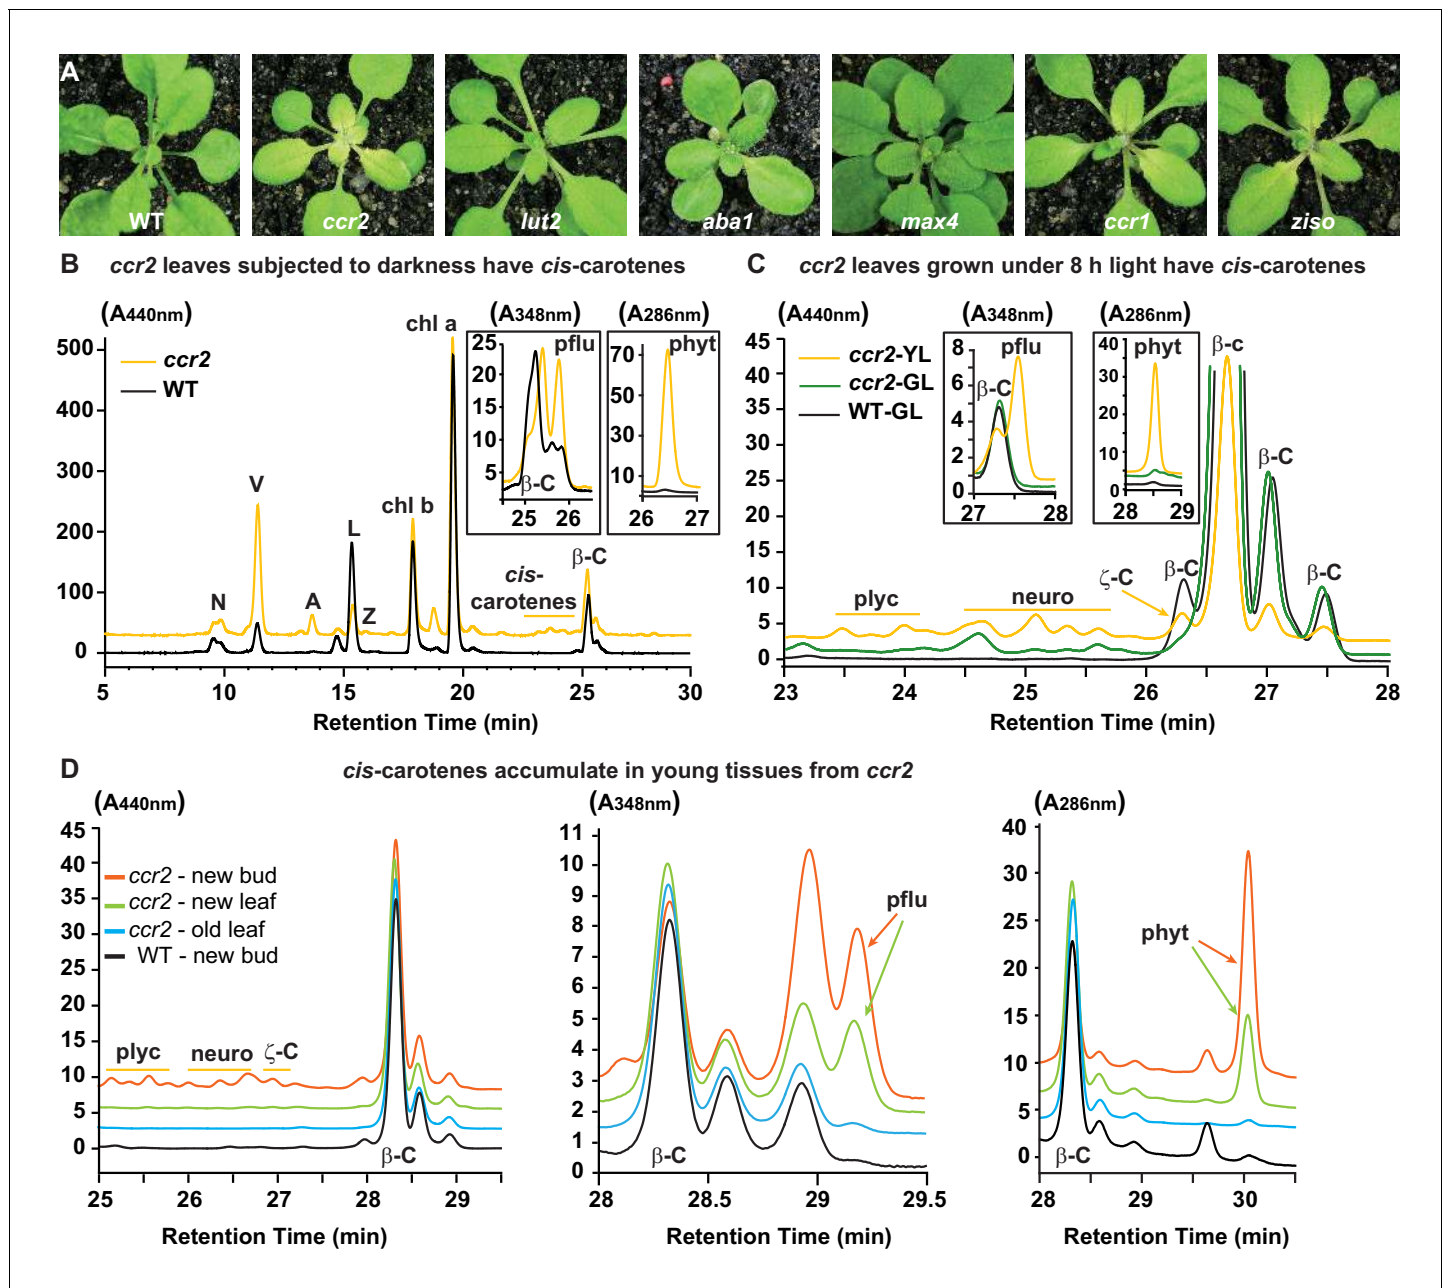 A
WT
ccr2
lut2
aba1
max4
ccr1
ziso
B ccr2 leaves subjected to darkness have cis-carotenes
(A440nm)
ccr2
WT
500
400
300
200
100
0
5 10 15 20 25 30
Retention Time (min)
N
V
A
L
Z
chl b
chl a
cis-
carotenes
β-C
(A348nm)
pflu
25
20
15
10
5
β-C
25 26
(A286nm)
phyt
70
50
30
10
26 27
C ccr2 leaves grown under 8 h light have cis-carotenes
(A440nm)
ccr2-YL
ccr2-GL
WT-GL
45
40
35
30
25
20
15
10
5
0
23 24 25 26 27 28
Retention Time (min)
plyc
neuro
ζ-C
β-C
β-c
β-C
β-C
(A348nm)
pflu
8
6
4
2
0
β-C
27 28
(A286nm)
phyt
40
30
20
10
0
28 29
D cis-carotenes accumulate in young tissues from ccr2
(A440nm)
ccr2 - new bud
ccr2 - new leaf
ccr2 - old leaf
WT - new bud
45
40
35
30
25
20
15
10
5
0
plyc neuro ζ-C
β-C
25 26 27 28 29
Retention Time (min)
(A348nm)
11
10
9
8
7
6
5
4
3
2
1
0
pflu
β-C
28 28.5 29 29.5
Retention Time (min)
(A286nm)
40
30
20
15
10
5
0
phyt
β-C
28 29 30
Retention Time (min)